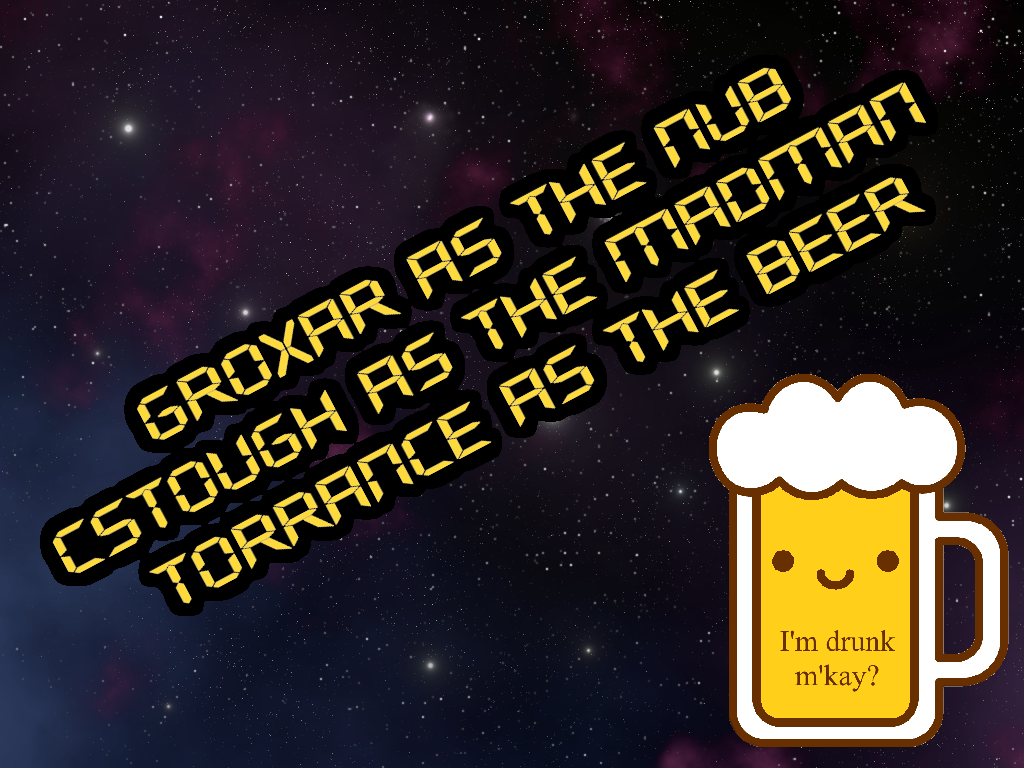 GROXAR AS THE NUB
CSTOUGH AS THE MADMAN
TORRANCE AS THE BEER
I'm drunk
m'kay?